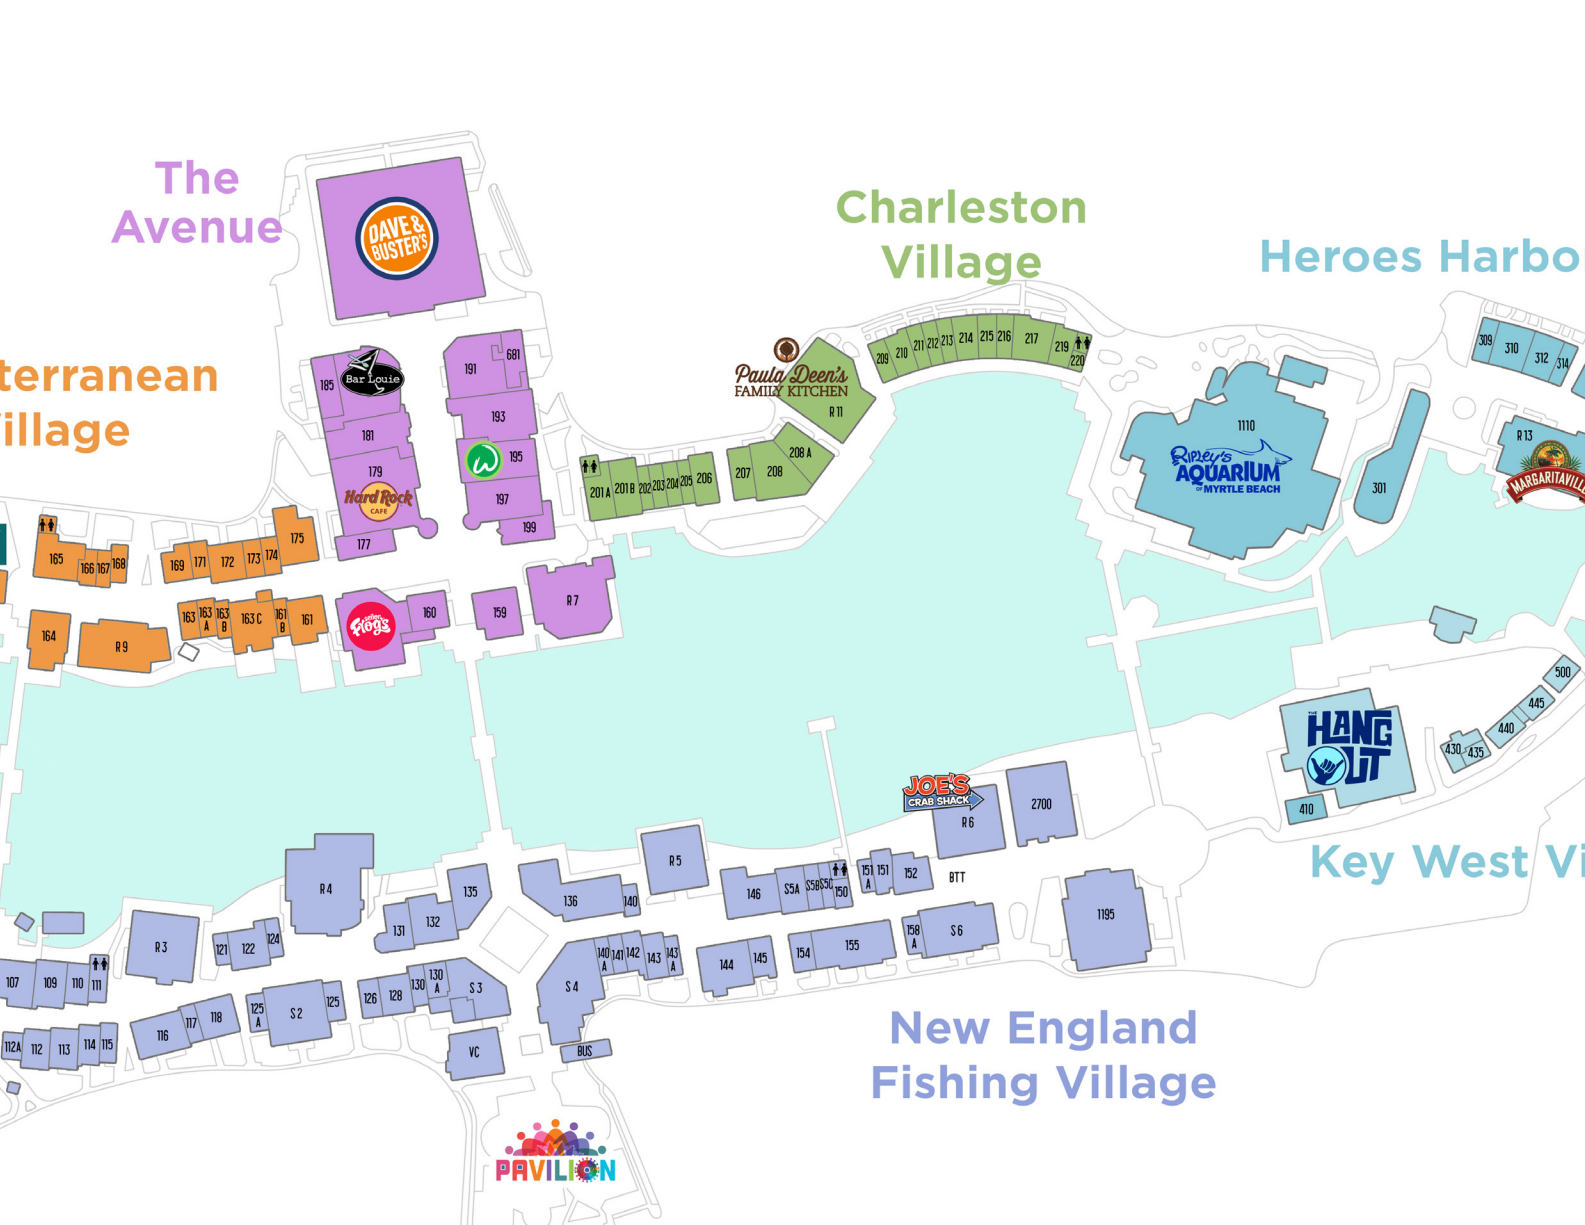 The
Avenue
Charleston
Village
Heroes Harbo
terranean
illage
DAVE &
BUSTER'S
185
Bar Louie
181
179
Hard Rock
CAFE
177
191
681
193
195
197
199
160
159
R 7
Paula Deen's
FAMILY KITCHEN
R 11
201 A
201 B
202
203
204
205
206
207
208
208 A
209
210
211
212
213
214
215
216
217
219
220
1110
RIPLEY'S
AQUARIUM
OF MYRTLE BEACH
301
309
310
312
314
R 13
MARGARITAVILL
165
166
167
168
169
171
172
173
174
175
164
R 9
163
163
A
163
B
163 C
161
B
161
señor
Frog's
THE
HANG
OUT
410
430
435
440
445
500
Key West Vi
JOE'S
CRAB SHACK
R 6
2700
R 4
R 5
135
136
140
146
S5A
S5B
S5C
150
151
A
151
152
BTT
1195
R 3
121
122
124
131
132
107
109
110
111
112A
112
113
114
115
116
117
118
125
A
S 2
125
126
128
130
130
A
S 3
VC
S 4
BUS
140
A
141
142
143
143
A
144
145
154
155
158
A
S 6
New England
Fishing Village
PAVILION